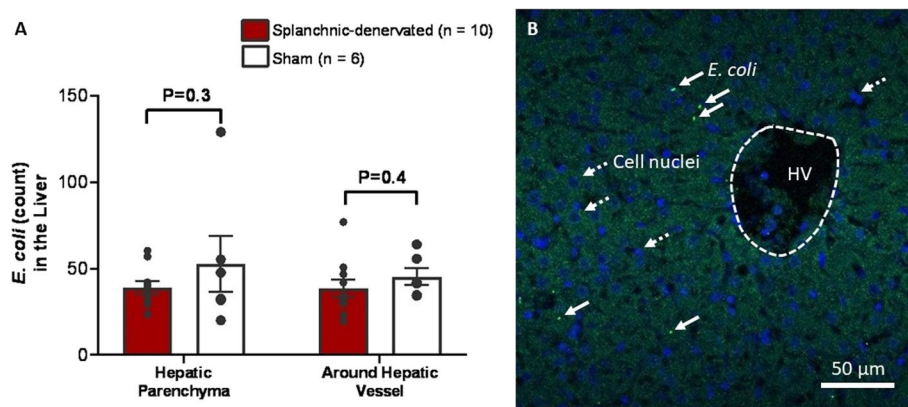 A
Splanchnic-denervated (n = 10)
Sham (n = 6)
E. coli (count)
in the Liver
150
100
50
0
P=0.3
P=0.4
Hepatic
Parenchyma
Around Hepatic
Vessel
B
E. coli
Cell nuclei
HV
50 µm